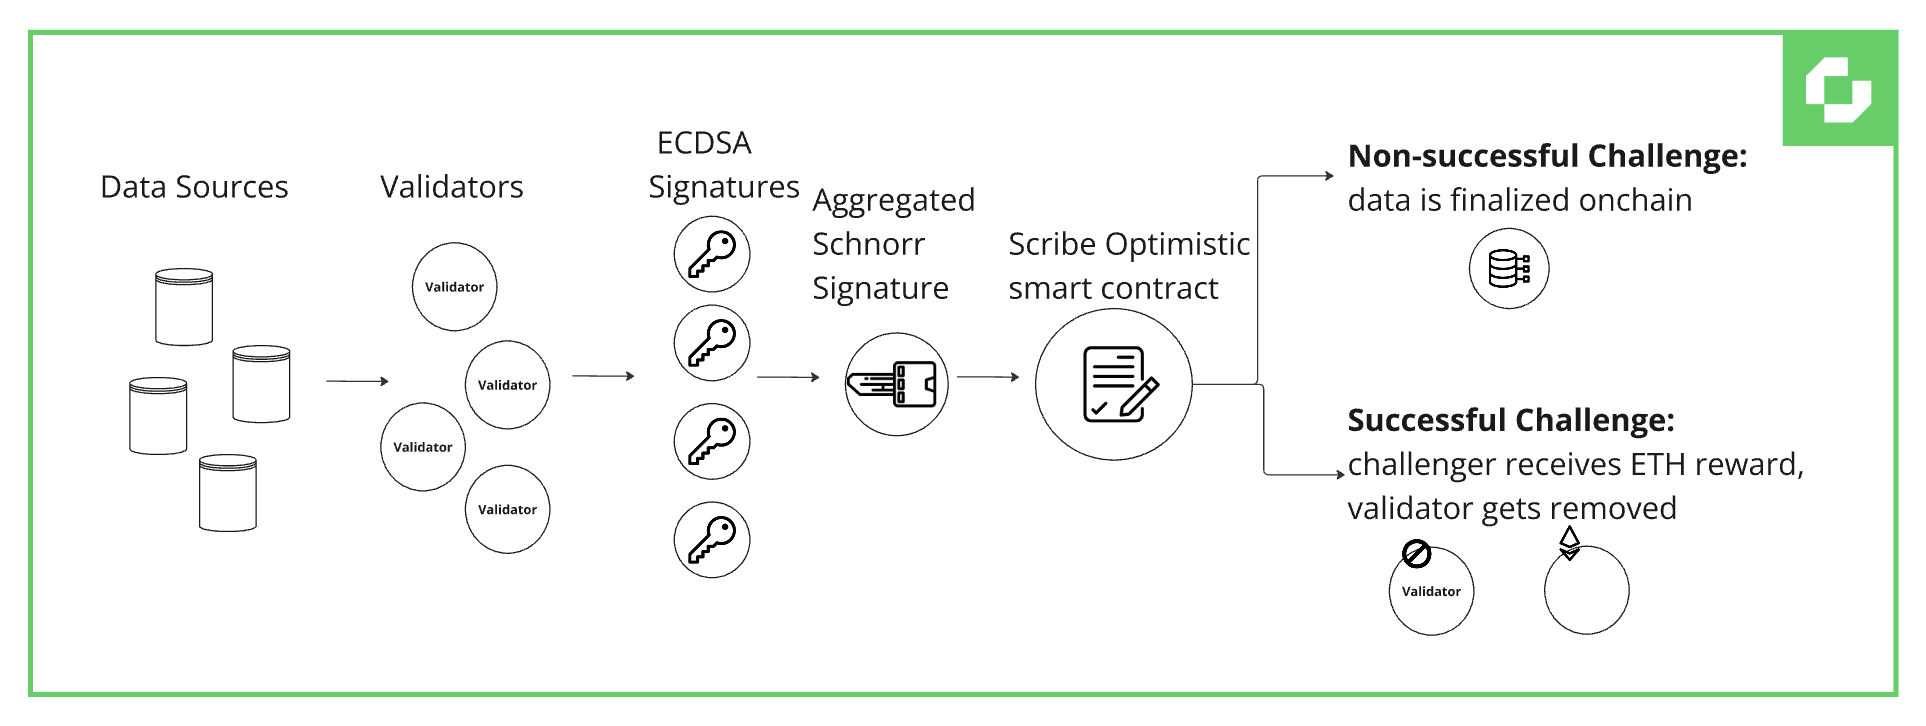 Data Sources
Validators
Validator
Validator
Validator
Validator
ECDSA
Signatures
Aggregated
Schnorr
Signature
Scribe Optimistic
smart contract
Non-successful Challenge:
data is finalized onchain
Successful Challenge:
challenger receives ETH reward,
validator gets removed
Validator